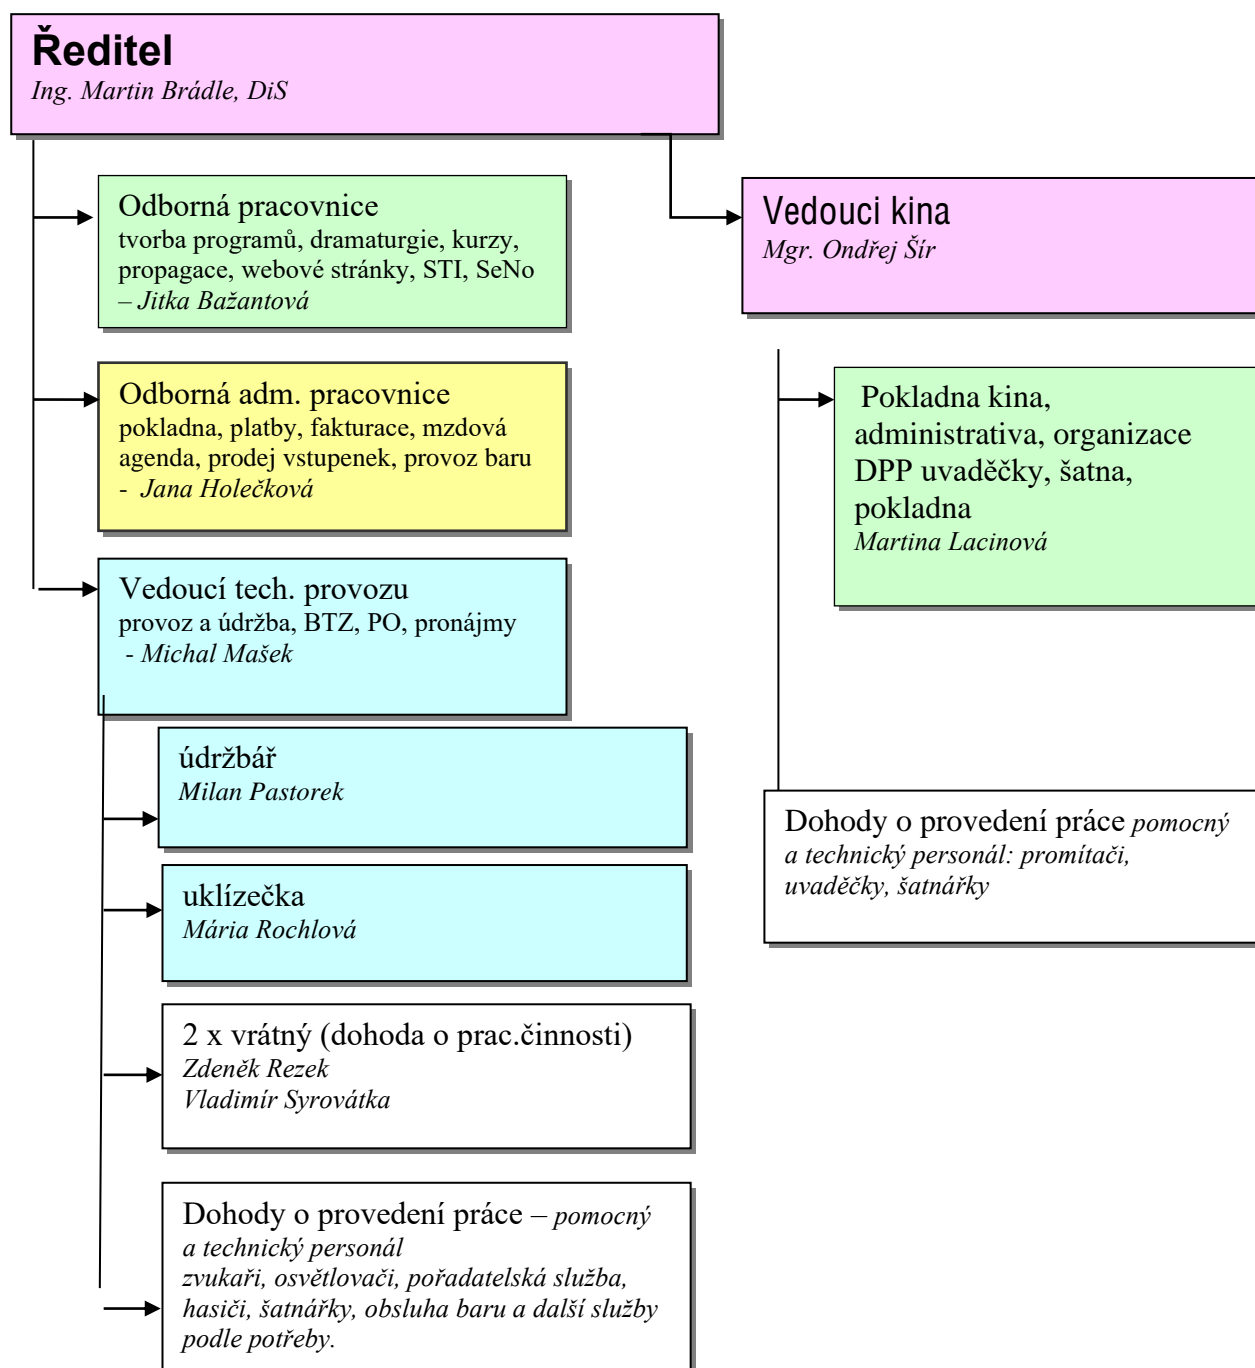 Ředitel
Ing. Martin Brádle, DiS
Odborná pracovnice
tvorba programů, dramaturgie, kurzy,
propagace, webové stránky, STI, SeNo
– Jitka Bažantová
Odborná adm. pracovnice
pokladna, platby, fakturace, mzdová
agenda, prodej vstupenek, provoz baru
- Jana Holečková
Vedoucí tech. provozu
provoz a údržba, BTZ, PO, pronájmy
- Michal Mašek
údržbář
Milan Pastorek
uklízečka
Mária Rochlová
2 x vrátný (dohoda o prac.činnosti)
Zdeněk Rezek
Vladimír Syrovátka
Dohody o provedení práce – pomocný
a technický personál
zvukaři, osvětlovači, pořadatelská služba,
hasiči, šatnářky, obsluha baru a další služby
podle potřeby.
Vedouci kina
Mgr. Ondřej Šír
Pokladna kina,
administrativa, organizace
DPP uvaděčky, šatna,
pokladna
Martina Lacinová
Dohody o provedení práce pomocný
a technický personál: promítači,
uvaděčky, šatnářky